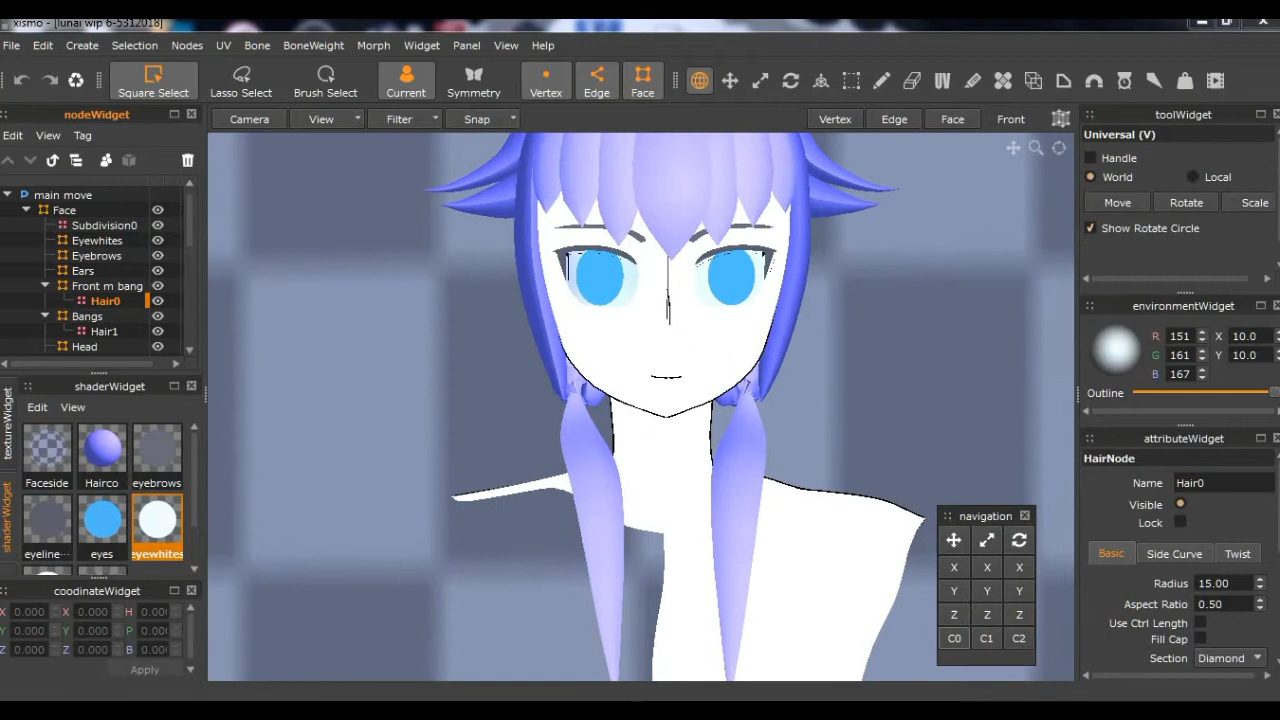 xismo - [lunai wip 6-5312018]
File Edit Create Selection Nodes UV Bone BoneWeight Morph Widget Panel View Help
Square Select Lasso Select Brush Select Current Symmetry Vertex Edge Face
nodeWidget
Edit View Tag
main move
Face
Subdivision0
Eyewhites
Eyebrows
Ears
Front m bang
Hair0
Bangs
Hair1
Head
textureWidget
shaderWidget
shaderWidget
Edit View
Faceside Hairco eyebrows
eyeline··· eyes eyewhites
coodinateWidget
X 0.000 X 0.000 H 0.00
Y 0.000 Y 0.000 P 0.00
Z 0.000 Z 0.000 B 0.00
Apply
Camera View Filter Snap Vertex Edge Face Front
navigation
X X X
Y Y Y
Z Z Z
C0 C1 C2
toolWidget
Universal (V)
Handle
World Local
Move Rotate Scale
Show Rotate Circle
environmentWidget
R 151 X 10.0
G 161 Y 10.0
B 167
Outline
attributeWidget
HairNode
Name Hair0
Visible
Lock
Basic Side Curve Twist
Radius 15.00
Aspect Ratio 0.50
Use Ctrl Length
Fill Cap
Section Diamond